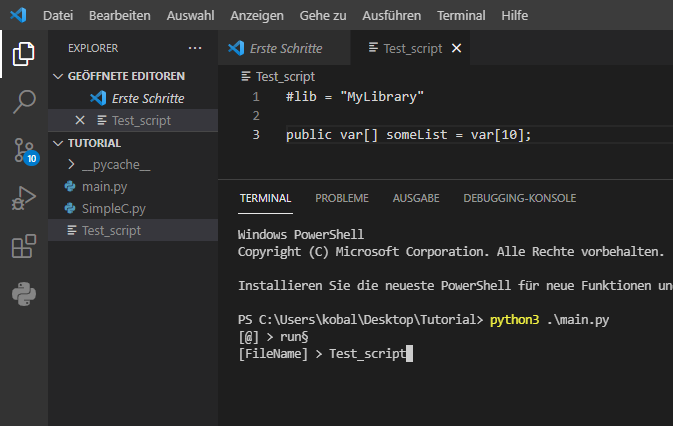 Datei Bearbeiten Auswahl Anzeigen Gehe zu Ausführen Terminal Hilfe
EXPLORER ···
GEÖFFNETE EDITOREN
Erste Schritte
Test_script
TUTORIAL
__pycache__
main.py
SimpleC.py
Test_script
10
Erste Schritte Test_script
Test_script
1 #lib = "MyLibrary"
2
3 public var[] someList = var[10];
TERMINAL PROBLEME AUSGABE DEBUGGING-KONSOLE
Windows PowerShell
Copyright (C) Microsoft Corporation. Alle Rechte vorbehalten.
Installieren Sie die neueste PowerShell für neue Funktionen un
PS C:\Users\kobal\Desktop\Tutorial> python3 .\main.py
[@] > run§
[FileName] > Test_script